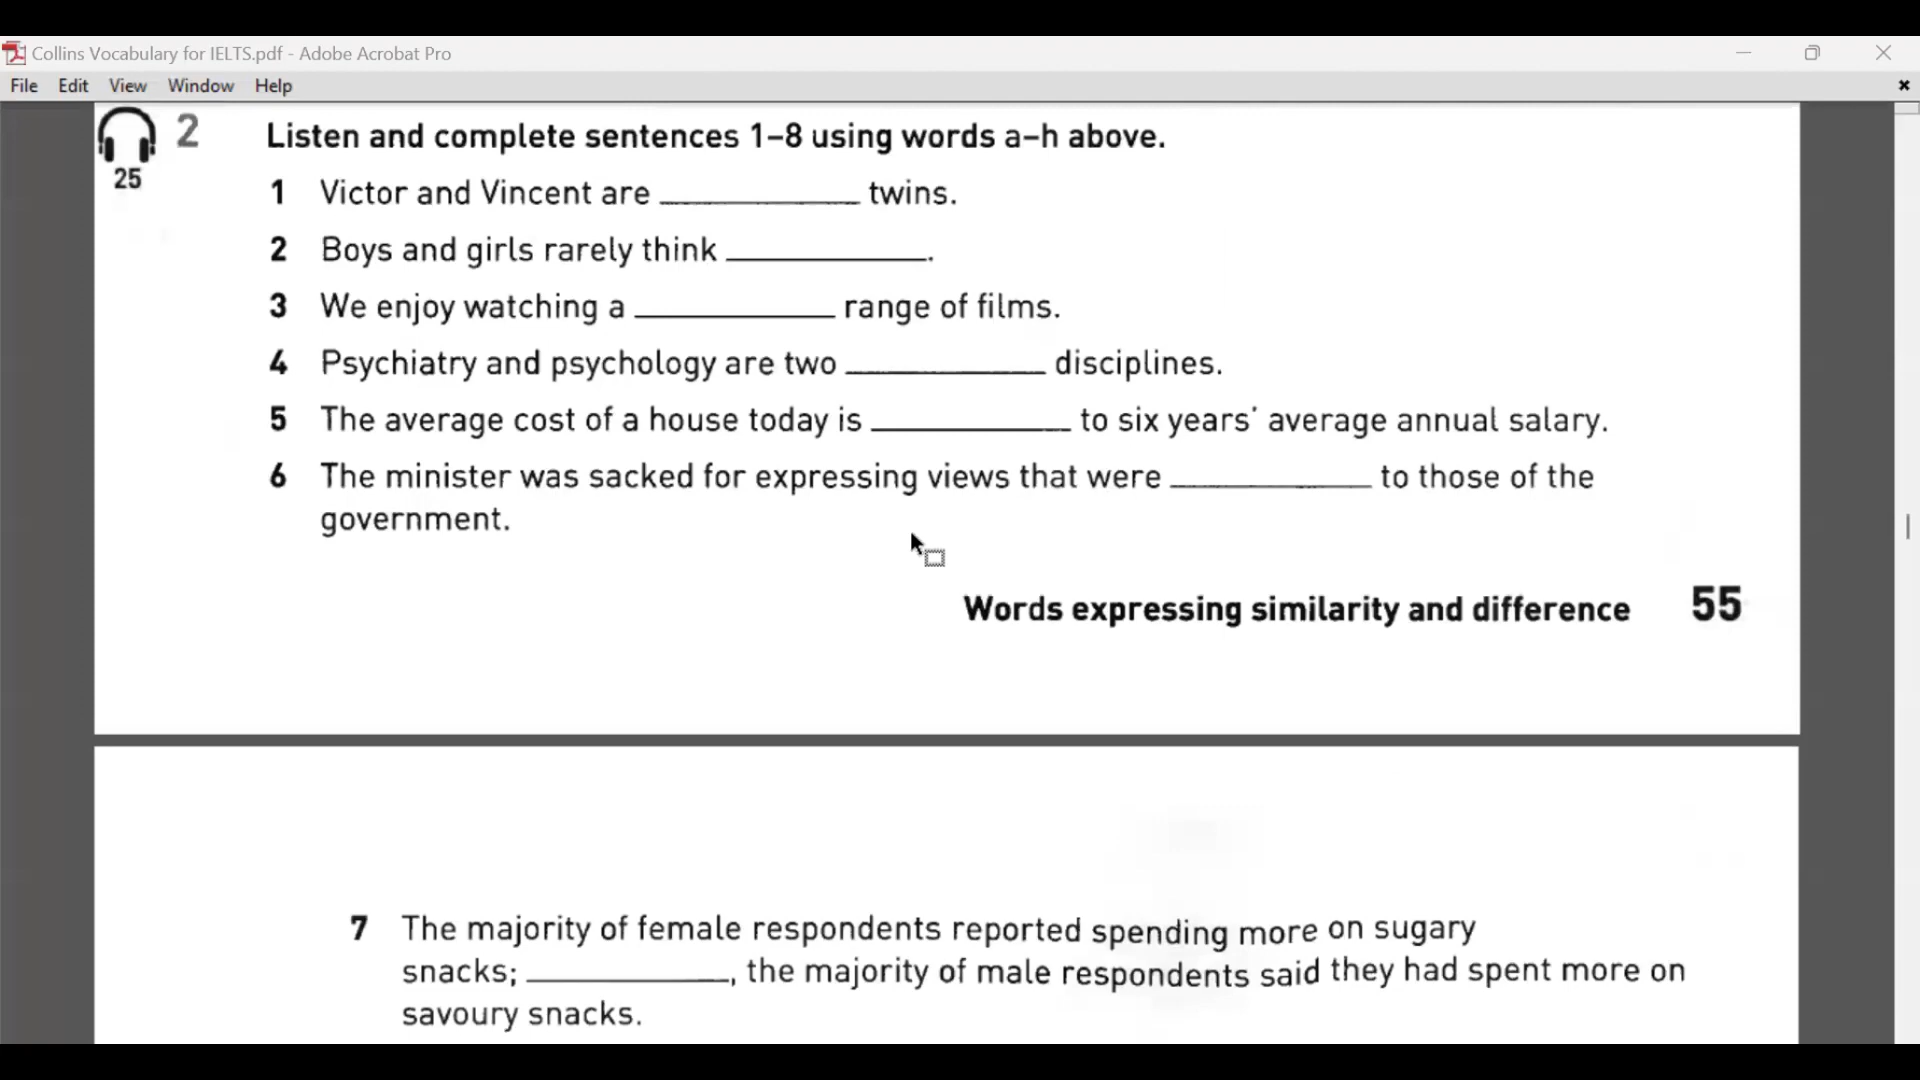 Collins Vocabulary for IELTS.pdf - Adobe Acrobat Pro
File Edit View Window Help
25
2 Listen and complete sentences 1–8 using words a–h above.
1 Victor and Vincent are ____________ twins.
2 Boys and girls rarely think ____________.
3 We enjoy watching a ____________ range of films.
4 Psychiatry and psychology are two ____________ disciplines.
5 The average cost of a house today is ____________ to six years' average annual salary.
6 The minister was sacked for expressing views that were ____________ to those of the
government.
Words expressing similarity and difference 55
7 The majority of female respondents reported spending more on sugary
snacks; ____________, the majority of male respondents said they had spent more on
savoury snacks.